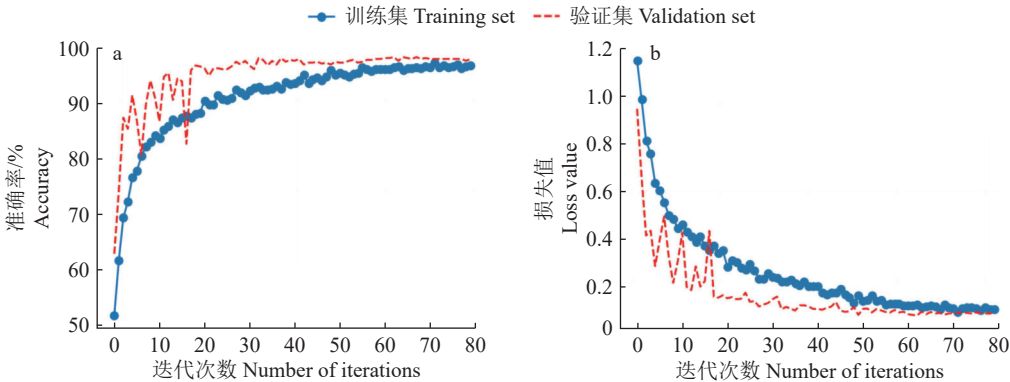 训练集 Training set
验证集 Validation set
a
100
90
80
70
60
50
准确率/%
Accuracy
0 10 20 30 40 50 60 70 80
迭代次数 Number of iterations
b
1.2
1.0
0.8
0.6
0.4
0.2
0
损失值
Loss value
0 10 20 30 40 50 60 70 80
迭代次数 Number of iterations